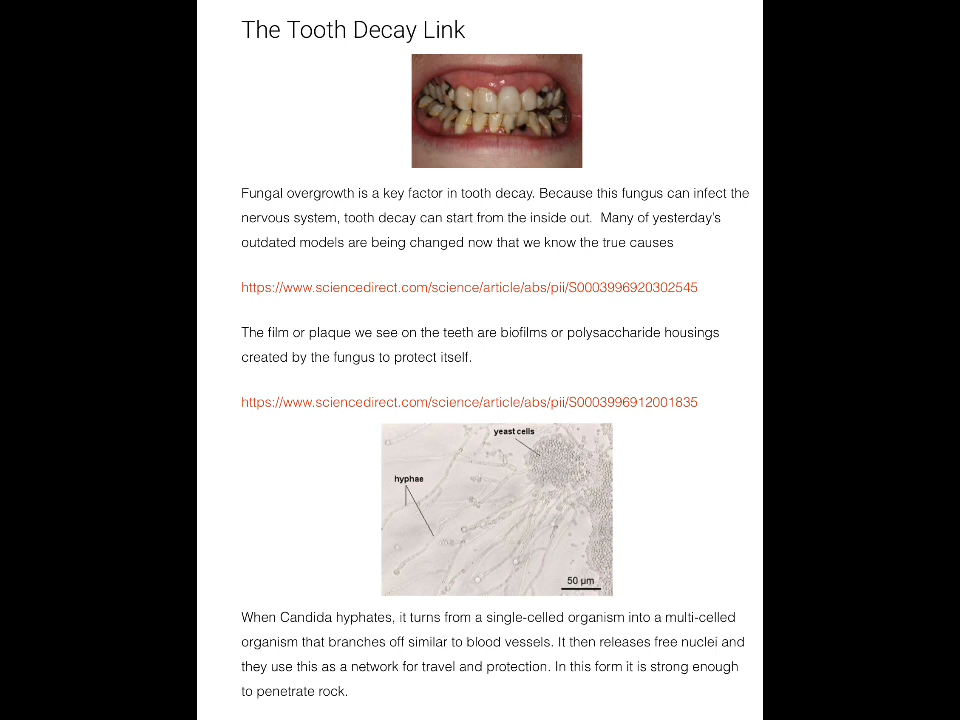 The Tooth Decay Link
Fungal overgrowth is a key factor in tooth decay. Because this fungus can infect the
nervous system, tooth decay can start from the inside out.  Many of yesterday's
outdated models are being changed now that we know the true causes
https://www.sciencedirect.com/science/article/abs/pii/S0003996920302545
The film or plaque we see on the teeth are biofilms or polysaccharide housings
created by the fungus to protect itself.
https://www.sciencedirect.com/science/article/abs/pii/S0003996912001835
yeast cells
hyphae
50 µm
When Candida hyphates, it turns from a single-celled organism into a multi-celled
organism that branches off similar to blood vessels. It then releases free nuclei and
they use this as a network for travel and protection. In this form it is strong enough
to penetrate rock.